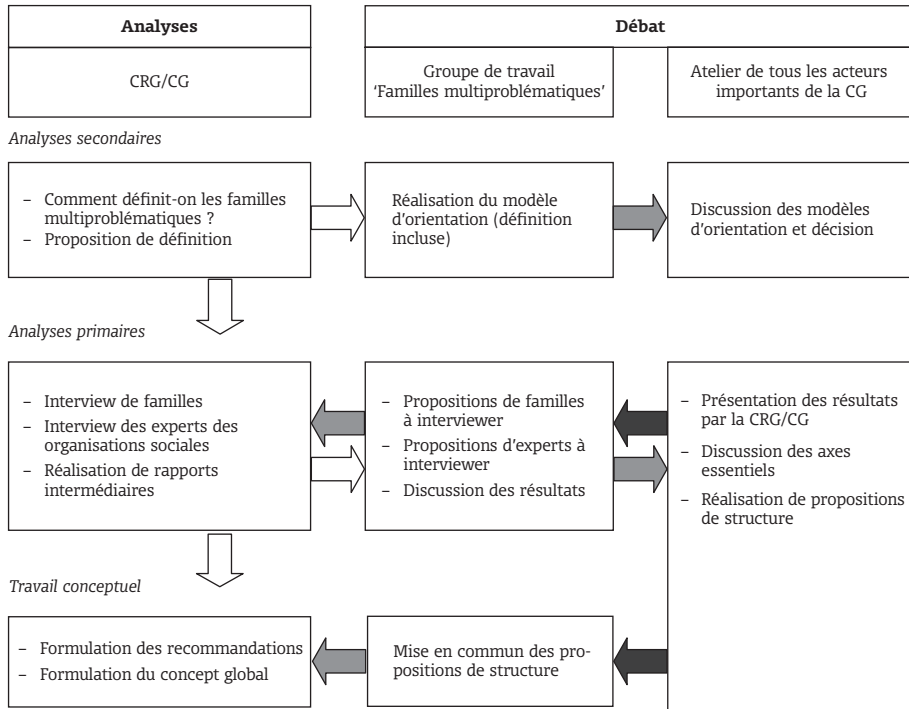 Analyses
Débat
CRG/CG
Groupe de travail
'Familles multiproblématiques'
Atelier de tous les acteurs
importants de la CG
Analyses secondaires
– Comment définit-on les familles
multiproblématiques ?
– Proposition de définition
Réalisation du modèle
d'orientation (définition
incluse)
Discussion des modèles
d'orientation et décision
Analyses primaires
– Interview de familles
– Interview des experts des
organisations sociales
– Réalisation de rapports
intermédiaires
– Propositions de familles
à interviewer
– Propositions d'experts à
interviewer
– Discussion des résultats
– Présentation des résultats
par la CRG/CG
– Discussion des axes
essentiels
– Réalisation de propositions
de structure
Travail conceptuel
– Formulation des recommandations
– Formulation du concept global
Mise en commun des pro-
positions de structure